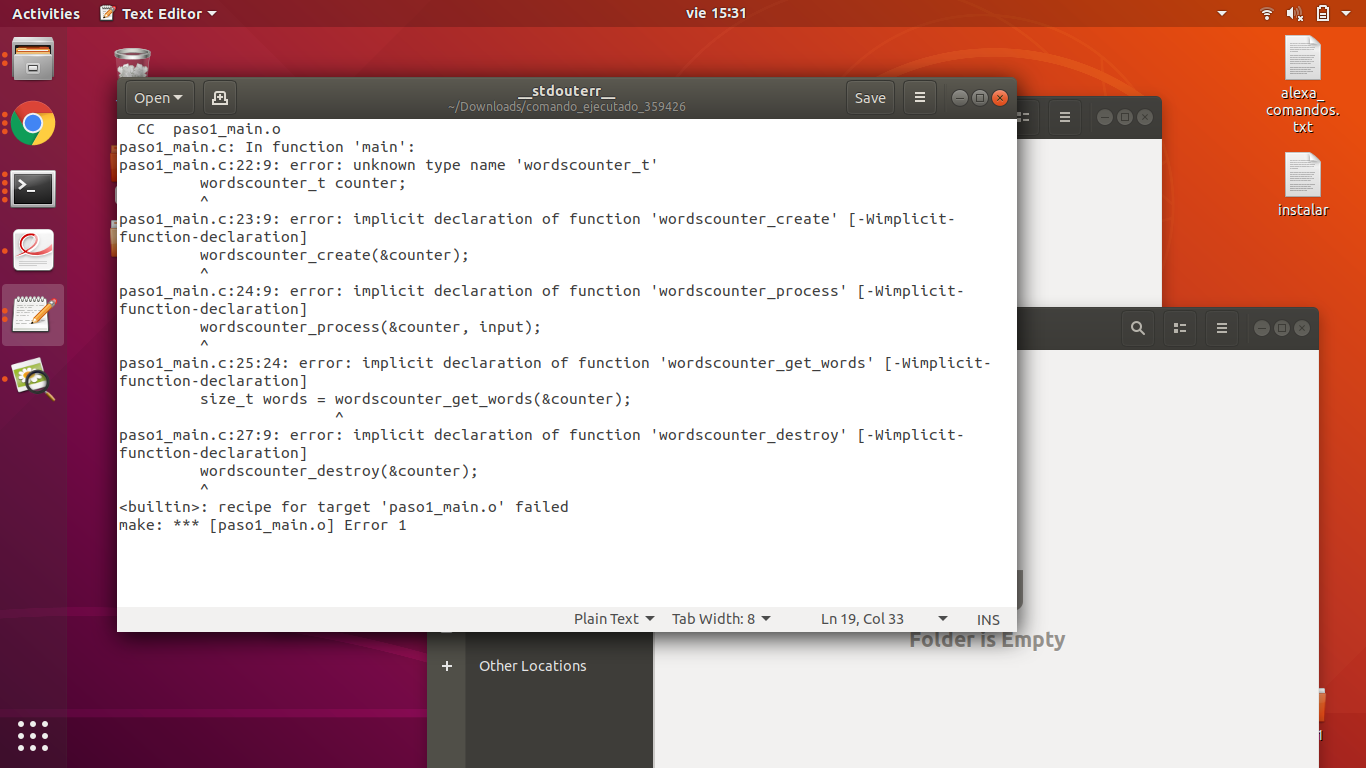 Activities
Text Editor
vie 15:31
alexa_
comandos.
txt
instalar
Open
__stdouterr__
~/Downloads/comando_ejecutado_359426
Save
  CC  paso1_main.o
paso1_main.c: In function 'main':
paso1_main.c:22:9: error: unknown type name 'wordscounter_t'
         wordscounter_t counter;
         ^
paso1_main.c:23:9: error: implicit declaration of function 'wordscounter_create' [-Wimplicit-
function-declaration]
         wordscounter_create(&counter);
         ^
paso1_main.c:24:9: error: implicit declaration of function 'wordscounter_process' [-Wimplicit-
function-declaration]
         wordscounter_process(&counter, input);
         ^
paso1_main.c:25:24: error: implicit declaration of function 'wordscounter_get_words' [-Wimplicit-
function-declaration]
         size_t words = wordscounter_get_words(&counter);
                        ^
paso1_main.c:27:9: error: implicit declaration of function 'wordscounter_destroy' [-Wimplicit-
function-declaration]
         wordscounter_destroy(&counter);
         ^
<builtin>: recipe for target 'paso1_main.o' failed
make: *** [paso1_main.o] Error 1
Plain Text
Tab Width: 8
Ln 19, Col 33
INS
Folder is Empty
Other Locations